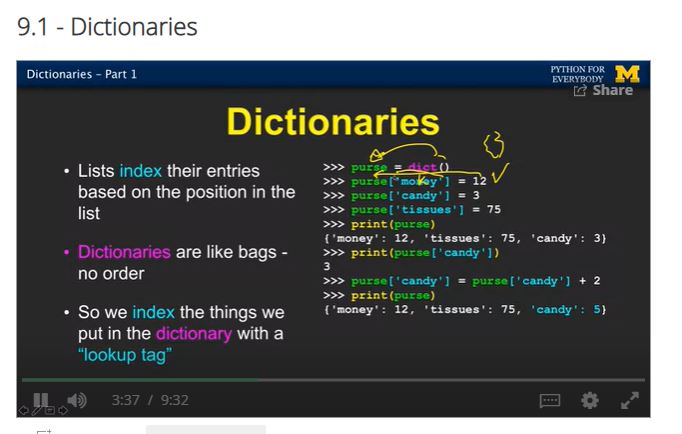 9.1 - Dictionaries
Dictionaries – Part 1
PYTHON FOR
EVERYBODY
M
Share
Dictionaries
• Lists index their entries
based on the position in the
list
• Dictionaries are like bags -
no order
• So we index the things we
put in the dictionary with a
“lookup tag”
>>> purse = dict()
>>> purse['money'] = 12
>>> purse['candy'] = 3
>>> purse['tissues'] = 75
>>> print(purse)
{'money': 12, 'tissues': 75, 'candy': 3}
>>> print(purse['candy'])
3
>>> purse['candy'] = purse['candy'] + 2
>>> print(purse)
{'money': 12, 'tissues': 75, 'candy': 5}
3:37 / 9:32